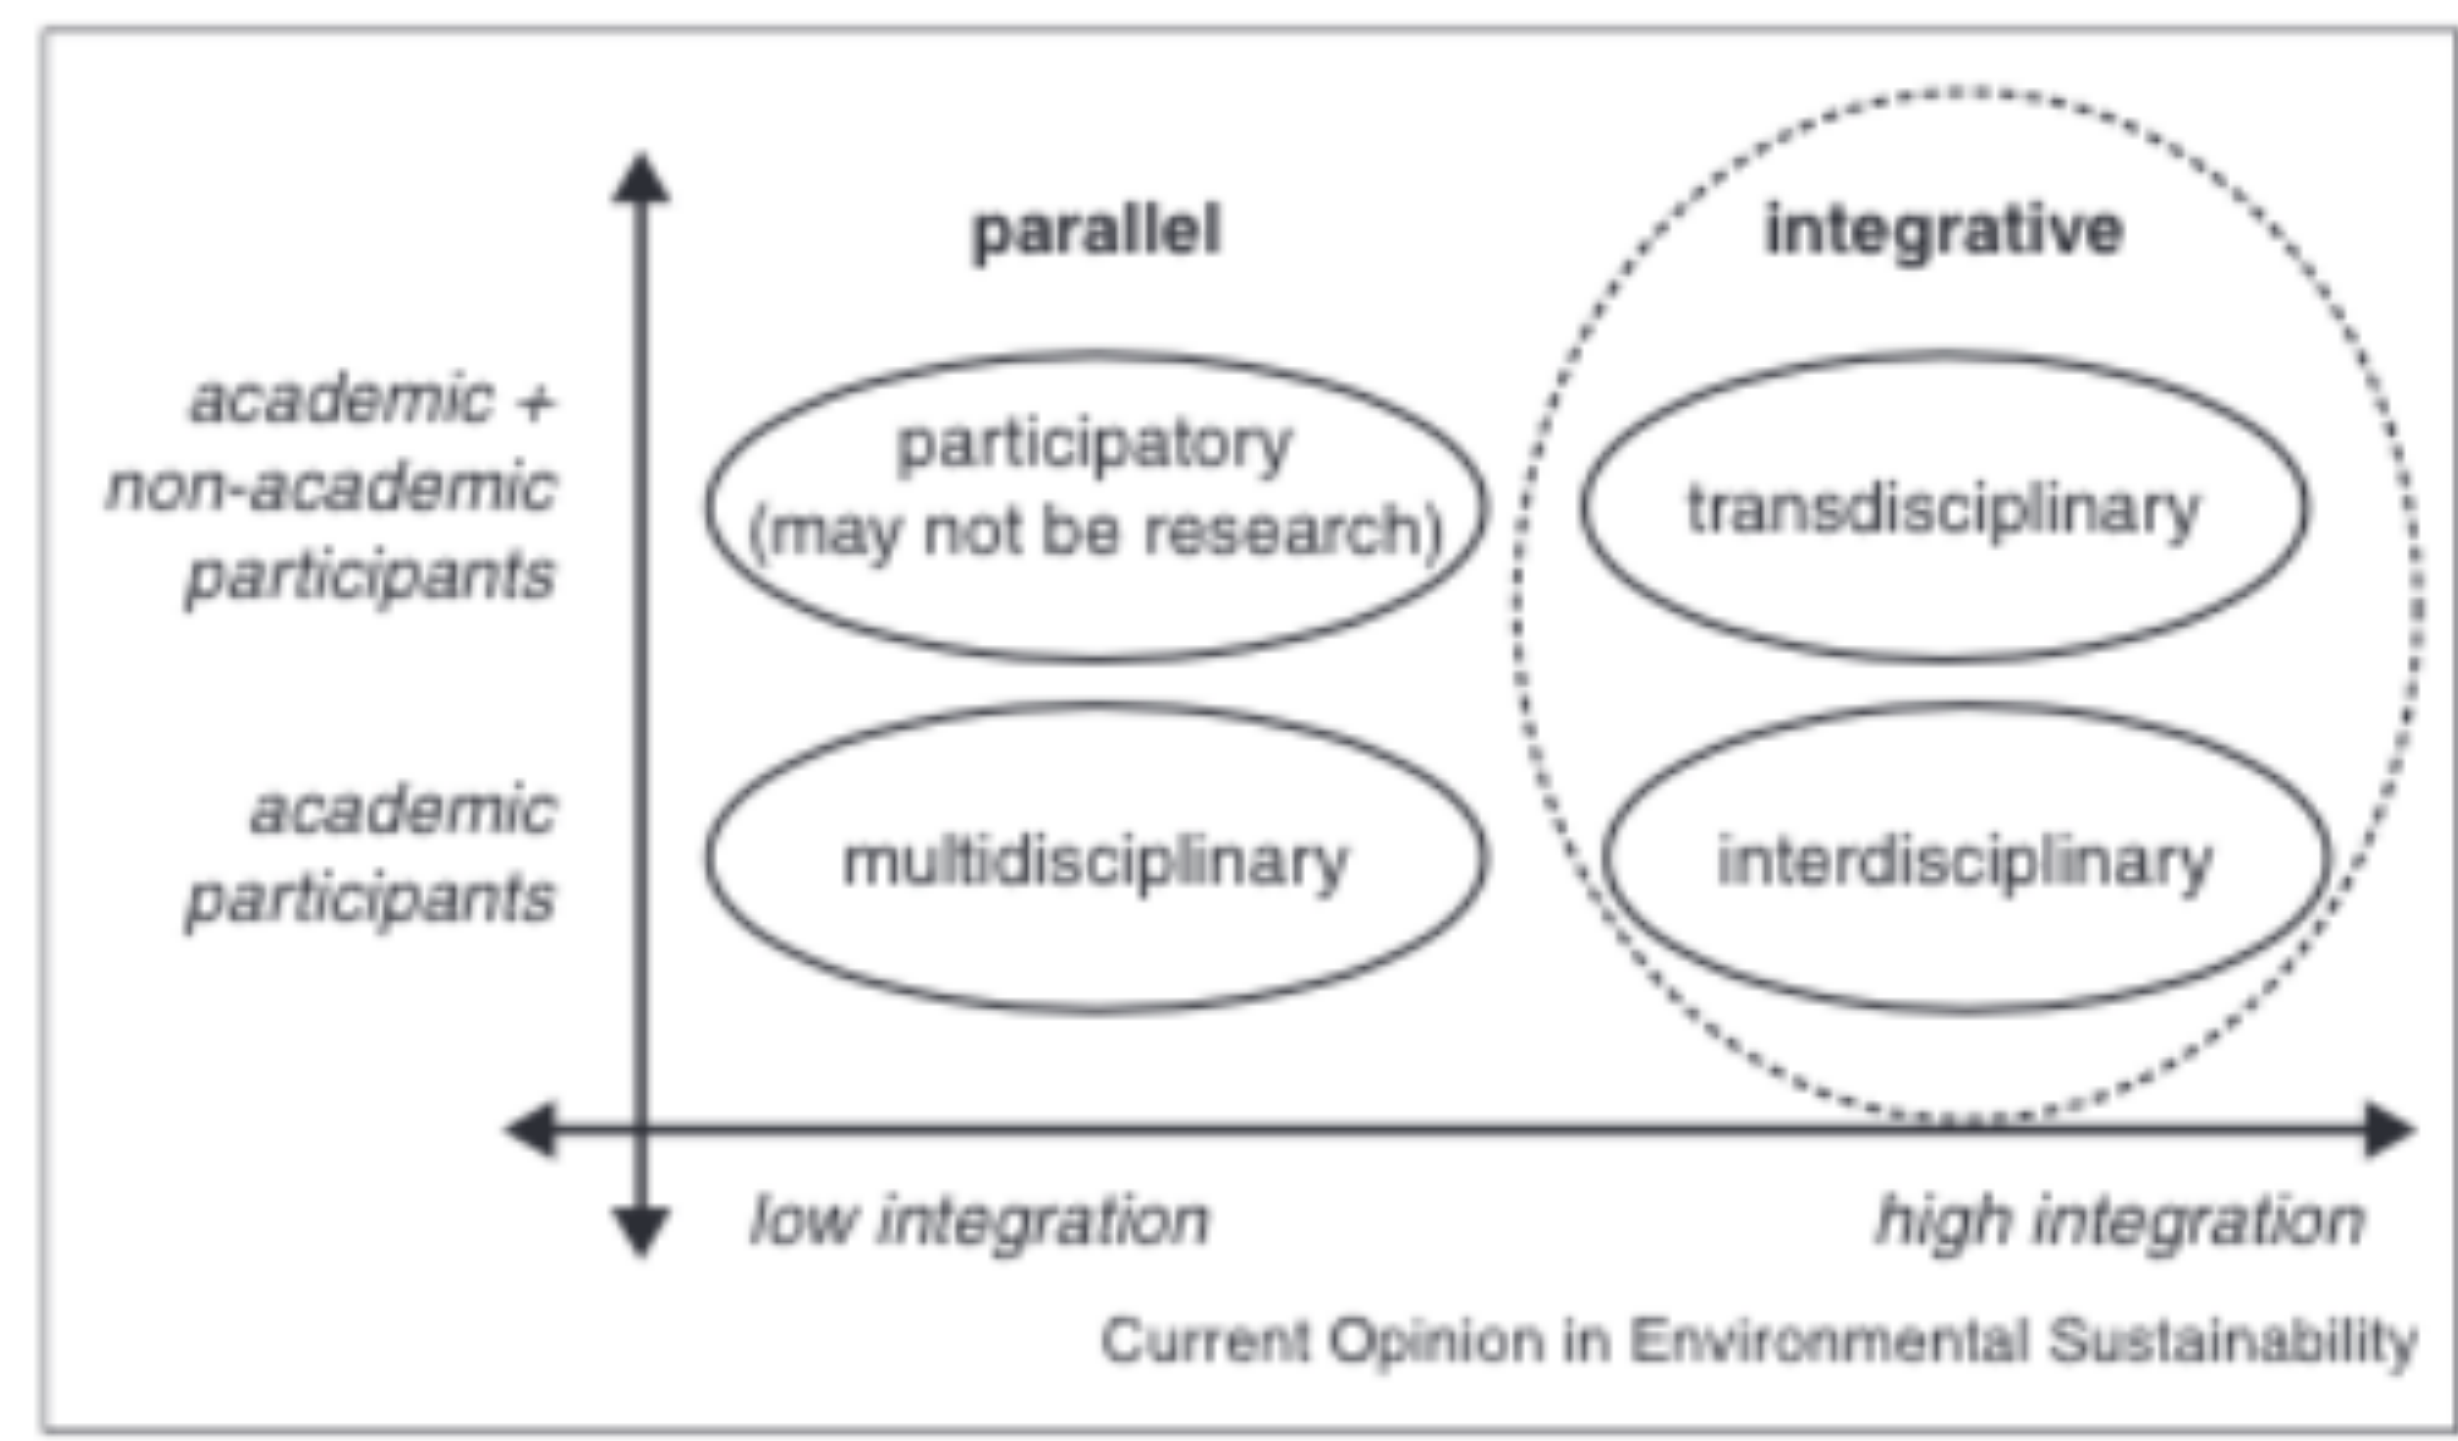 parallel
integrative
academic +
non-academic
participants
participatory
(may not be research)
transdisciplinary
academic
participants
multidisciplinary
interdisciplinary
low integration
high integration
Current Opinion in Environmental Sustainability